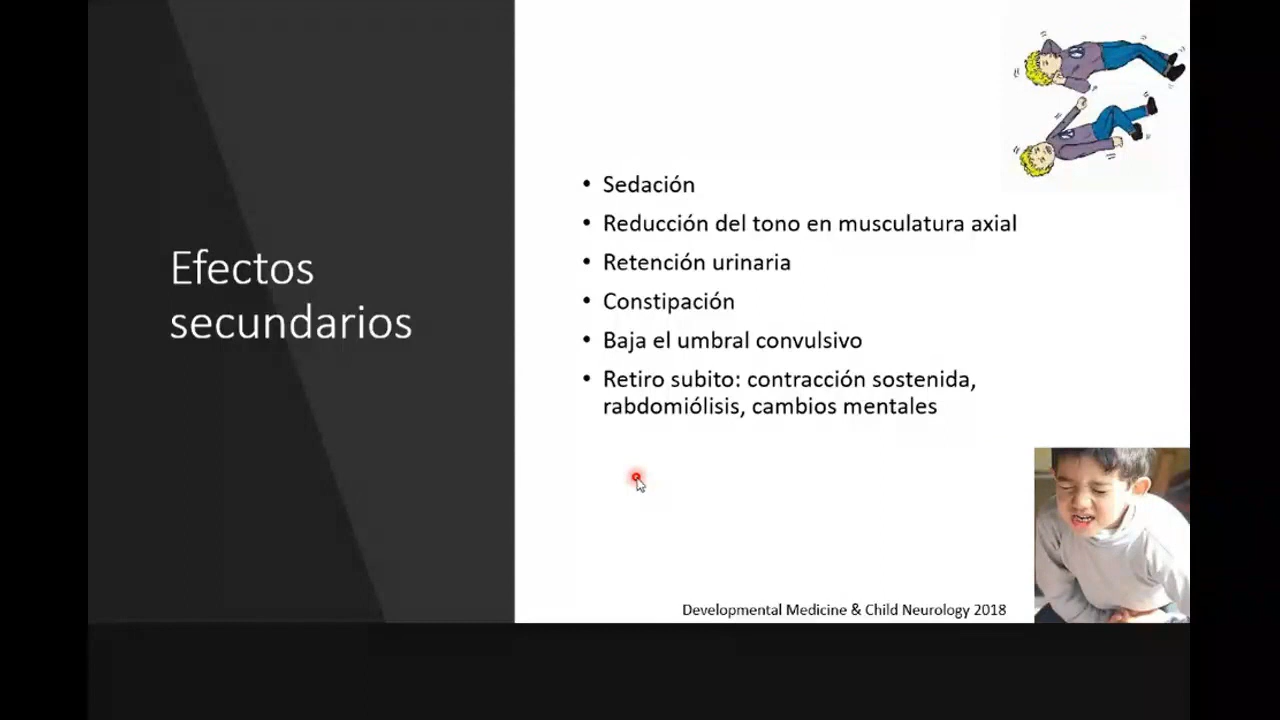 Efectos
secundarios
• Sedación
• Reducción del tono en musculatura axial
• Retención urinaria
• Constipación
• Baja el umbral convulsivo
• Retiro subito: contracción sostenida,
rabdomiólisis, cambios mentales
Developmental Medicine & Child Neurology 2018